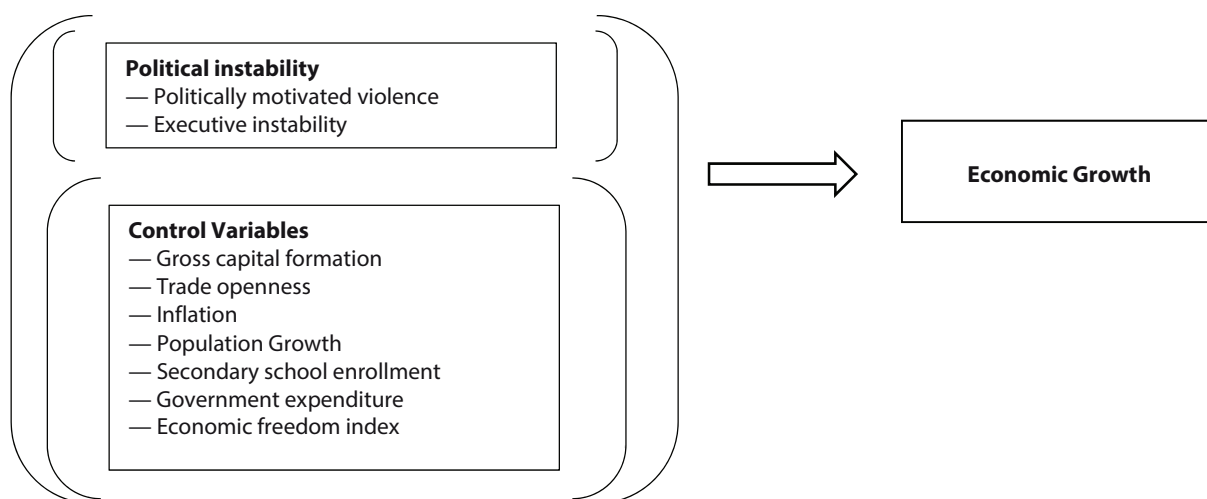 Political instability
— Politically motivated violence
— Executive instability
Economic Growth
Control Variables
— Gross capital formation
— Trade openness
— Inflation
— Population Growth
— Secondary school enrollment
— Government expenditure
— Economic freedom index